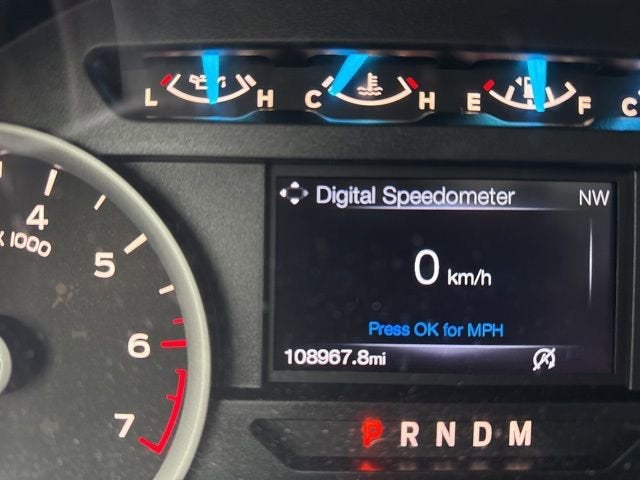 L H C H E F C
Digital Speedometer NW
4
X 1000
5
0 km/h
Press OK for MPH
6
108967.8mi
7
P R N D M